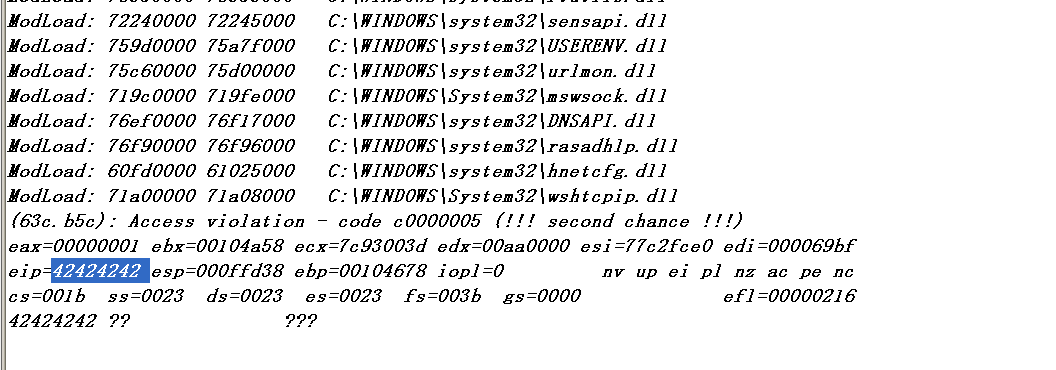 ModLoad: 72240000 72245000   C:\WINDOWS\system32\sensapi.dll
ModLoad: 759d0000 75a7f000   C:\WINDOWS\system32\USERENV.dll
ModLoad: 75c60000 75d00000   C:\WINDOWS\system32\urlmon.dll
ModLoad: 719c0000 719fe000   C:\WINDOWS\System32\mswsock.dll
ModLoad: 76ef0000 76f17000   C:\WINDOWS\system32\DNSAPI.dll
ModLoad: 76f90000 76f96000   C:\WINDOWS\system32\rasadhlp.dll
ModLoad: 60fd0000 61025000   C:\WINDOWS\system32\hnetcfg.dll
ModLoad: 71a00000 71a08000   C:\WINDOWS\System32\wshtcpip.dll
(63c.b5c): Access violation - code c0000005 (!!! second chance !!!)
eax=00000001 ebx=00104a58 ecx=7c93003d edx=00aa0000 esi=77c2fce0 edi=000069bf
eip=42424242 esp=000ffd38 ebp=00104678 iopl=0         nv up ei pl nz ac pe nc
cs=001b  ss=0023  ds=0023  es=0023  fs=003b  gs=0000             efl=00000216
42424242 ??              ???